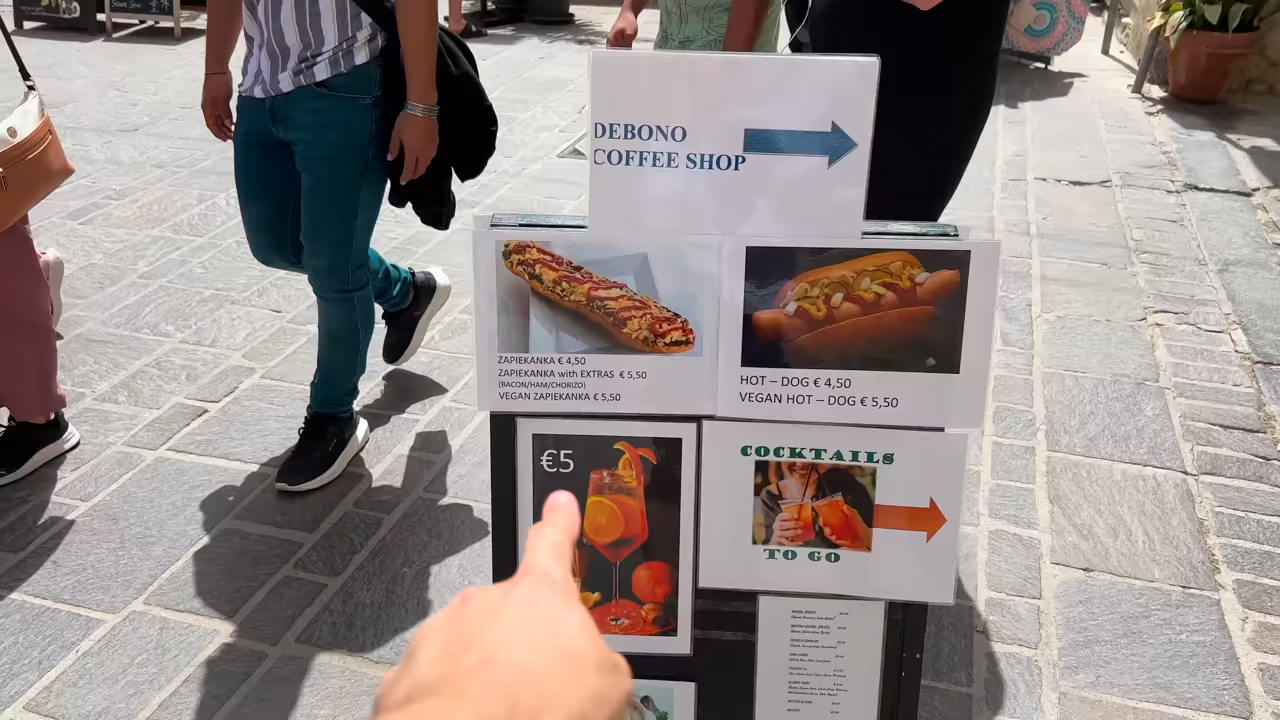 DEBONO
COFFEE SHOP
ZAPIEKANKA € 4,50
ZAPIEKANKA with EXTRAS € 5,50
(BACON/HAM/CHORIZO)
VEGAN ZAPIEKANKA € 5,50
HOT – DOG € 4,50
VEGAN HOT – DOG € 5,50
€5
COCKTAILS
TO GO